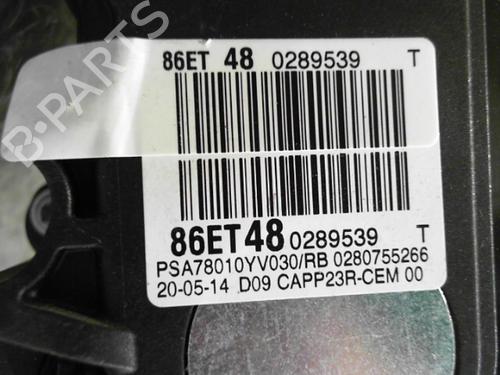 86ET 48 0289539 T
B-PARTS
86ET48 0289539 T
PSA78010YV030/RB 0280755266
20-05-14 D09 CAPP23R-CEM 00